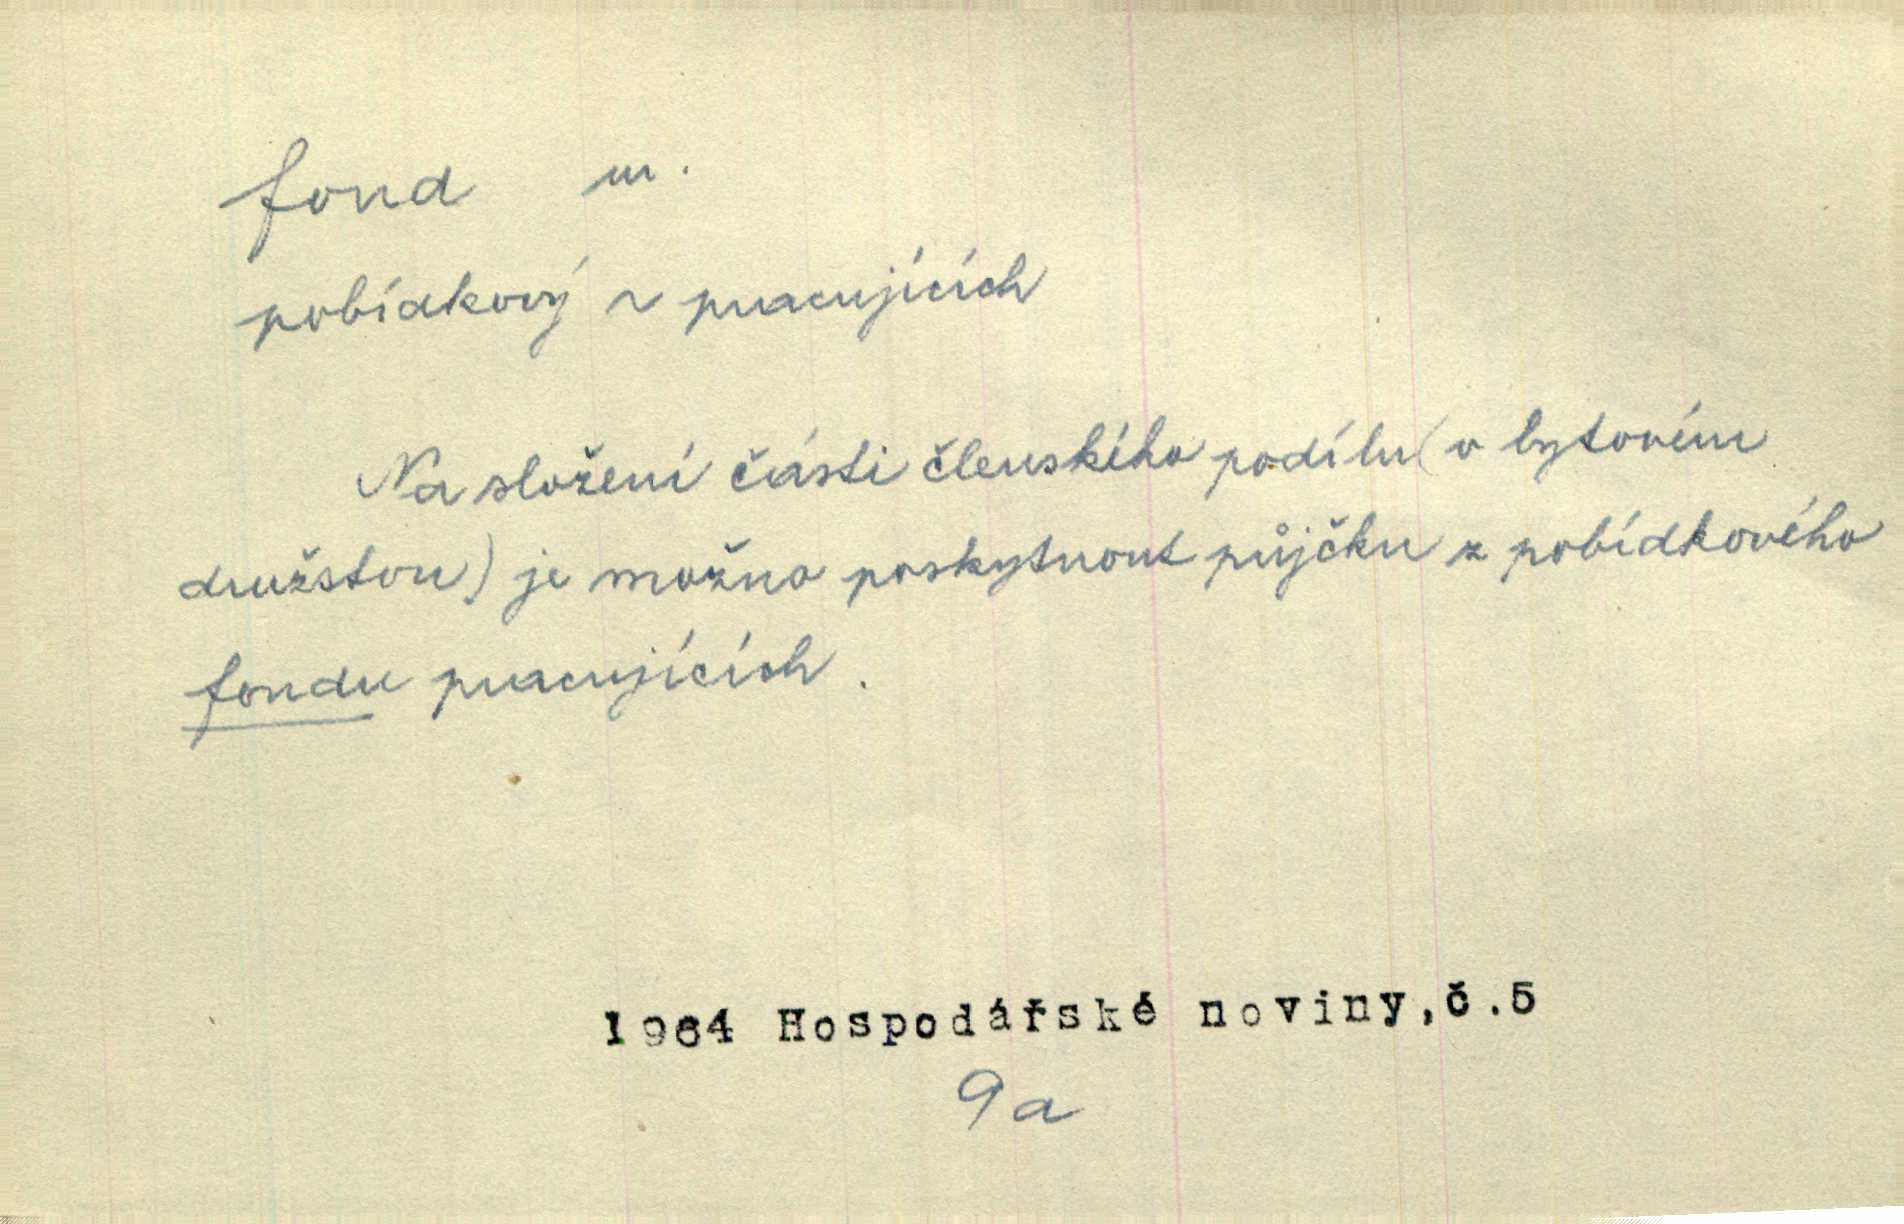 fond m.
pobídkový ~ pracujících
Na složení části členského podílu (v bytovém
družstvu) je možno poskytnout půjčku z pobídkového
fondu pracujících.
1964 Hospodářské noviny,č.5
9a